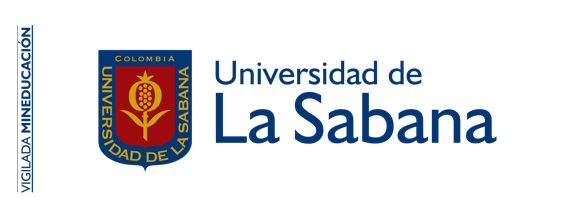 VIGILADA MINEDUCACIÓN
COLOMBIA
UNIVERSIDAD DE LA SABANA
Universidad de
La Sabana